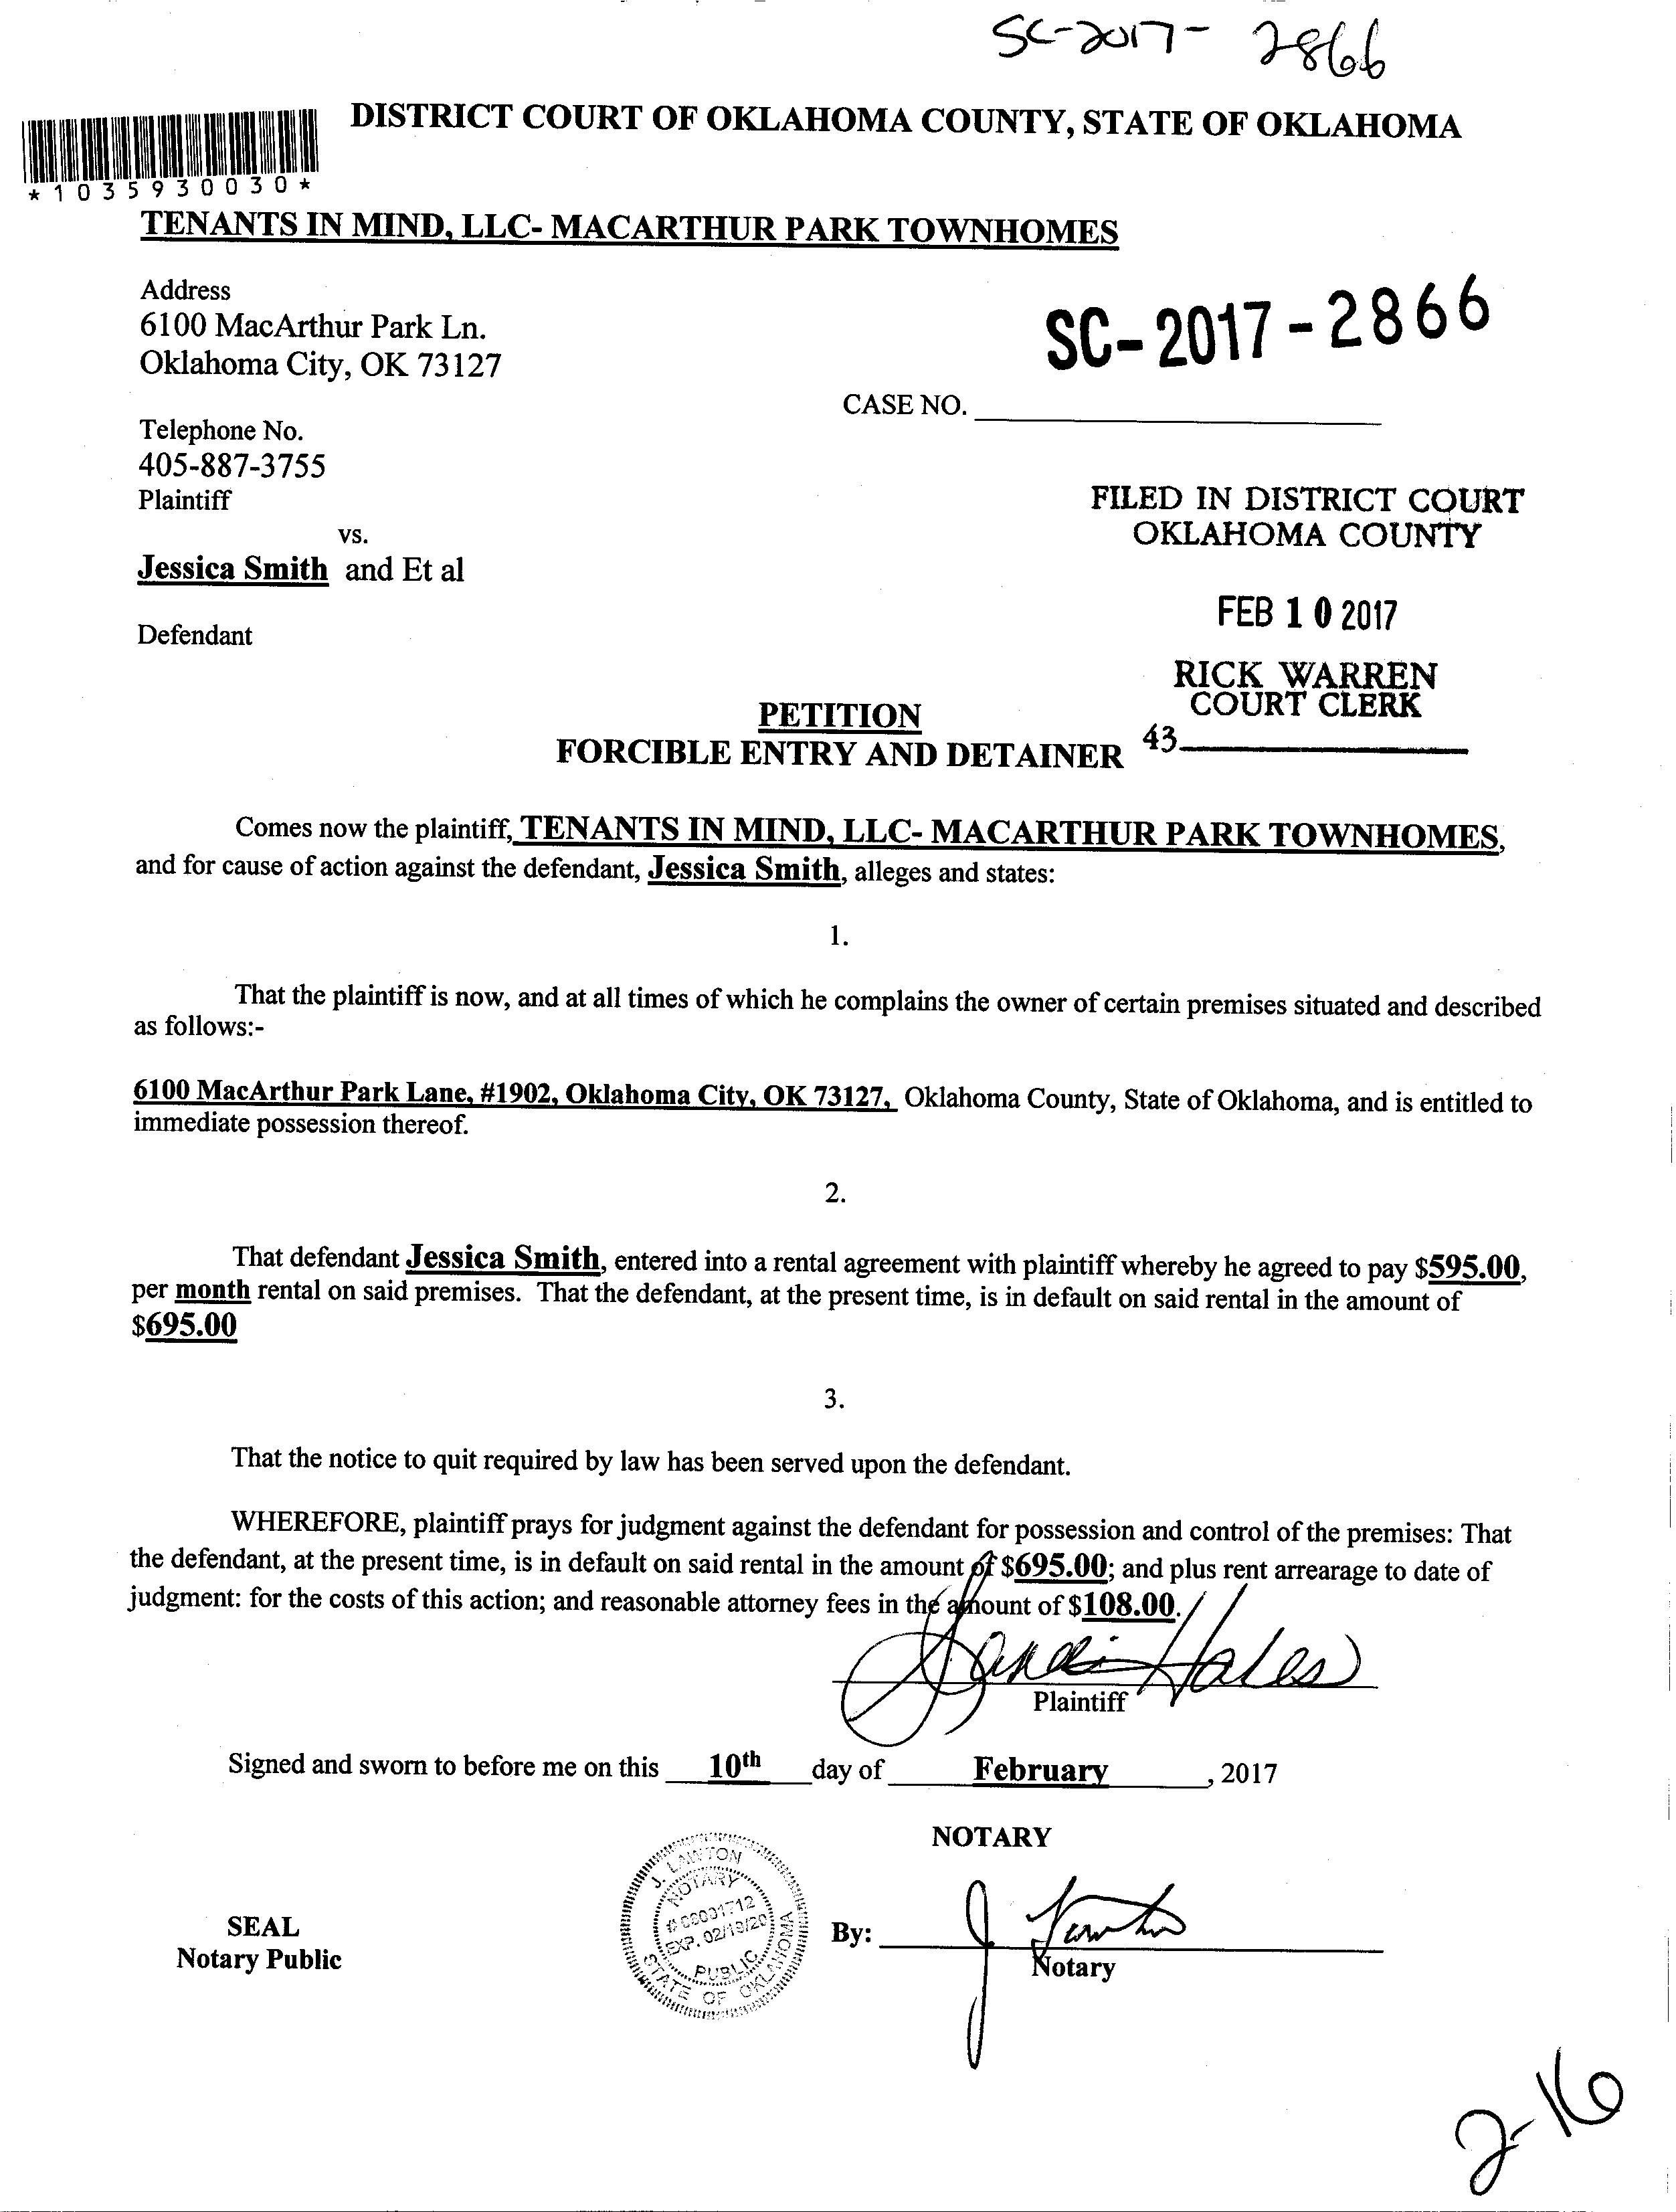 SC-2017-2866
DISTRICT COURT OF OKLAHOMA COUNTY, STATE OF OKLAHOMA
*1035930030*
TENANTS IN MIND, LLC- MACARTHUR PARK TOWNHOMES
Address
6100 MacArthur Park Ln.
Oklahoma City, OK 73127
SC-2017-2866
CASE NO.
Telephone No.
405-887-3755
Plaintiff
vs.
Jessica Smith and Et al
Defendant
FILED IN DISTRICT COURT
OKLAHOMA COUNTY
FEB 10 2017
RICK WARREN
COURT CLERK
43
PETITION
FORCIBLE ENTRY AND DETAINER
Comes now the plaintiff, TENANTS IN MIND, LLC- MACARTHUR PARK TOWNHOMES,
and for cause of action against the defendant, Jessica Smith, alleges and states:
1.
That the plaintiff is now, and at all times of which he complains the owner of certain premises situated and described
as follows:-
6100 MacArthur Park Lane, #1902, Oklahoma City, OK 73127, Oklahoma County, State of Oklahoma, and is entitled to
immediate possession thereof.
2.
That defendant Jessica Smith, entered into a rental agreement with plaintiff whereby he agreed to pay $595.00,
per month rental on said premises. That the defendant, at the present time, is in default on said rental in the amount of
$695.00
3.
That the notice to quit required by law has been served upon the defendant.
WHEREFORE, plaintiff prays for judgment against the defendant for possession and control of the premises: That
the defendant, at the present time, is in default on said rental in the amount of $695.00; and plus rent arrearage to date of
judgment: for the costs of this action; and reasonable attorney fees in the amount of $108.00.
Sandi Hales
Plaintiff
Signed and sworn to before me on this 10th day of February, 2017
NOTARY
J. LAWTON
NOTARY
EXP. 02/19/20
PUBLIC
STATE OF OKLAHOMA
SEAL
Notary Public
By: J Lawton
Notary
2-16